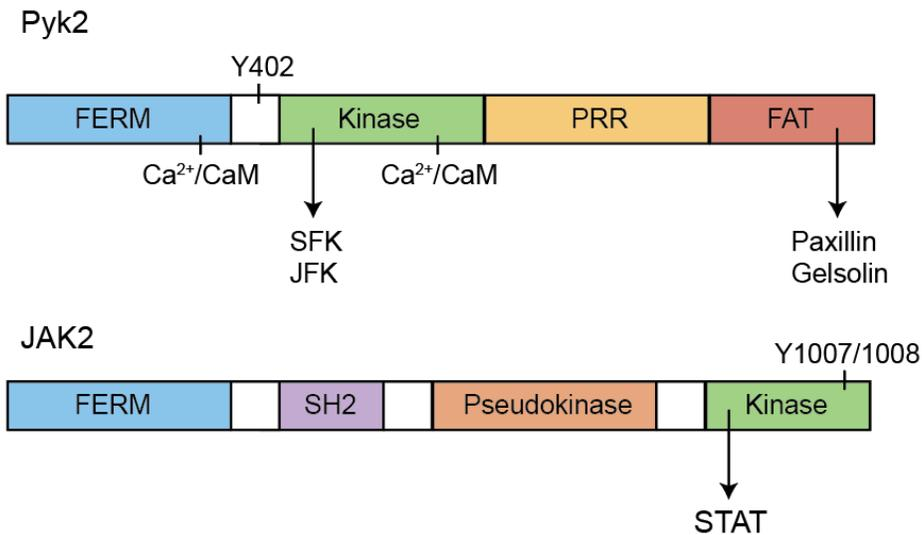 Pyk2
Y402
FERM Kinase PRR FAT
Ca²⁺/CaM Ca²⁺/CaM
SFK Paxillin
JFK Gelsolin
JAK2
Y1007/1008
FERM SH2 Pseudokinase Kinase
STAT